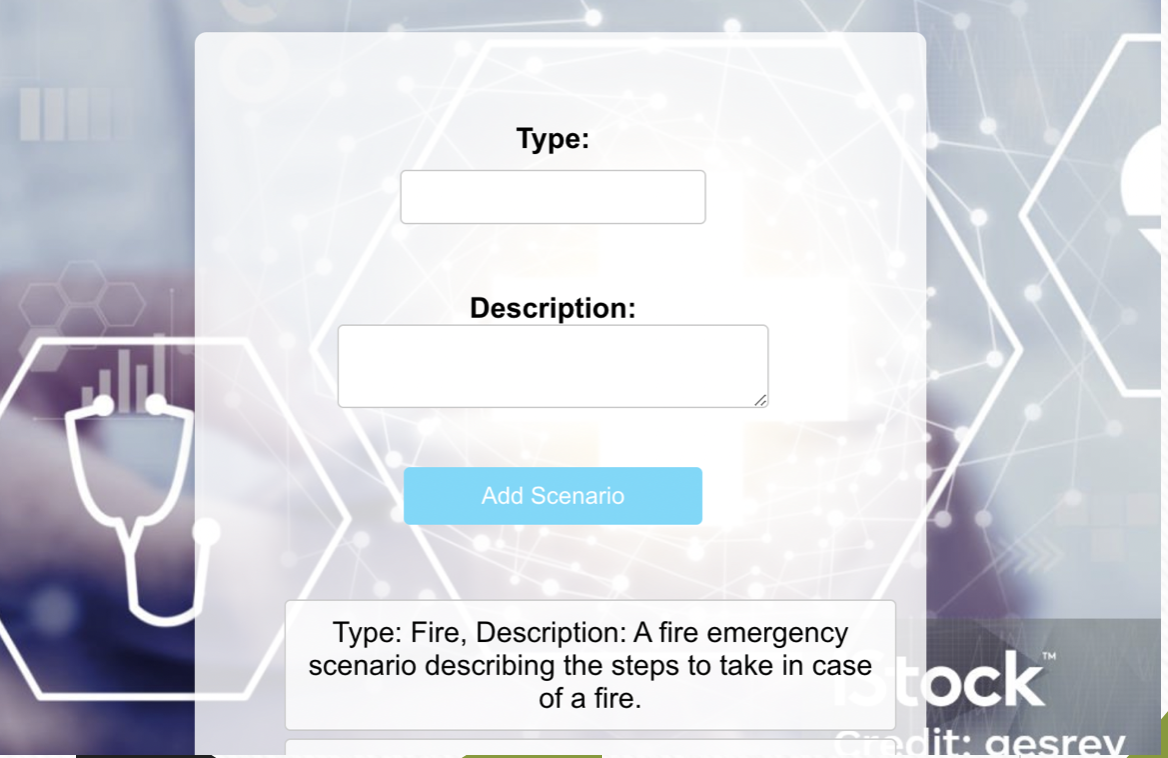 Type:
Description:
Add Scenario
Type: Fire, Description: A fire emergency
scenario describing the steps to take in case
of a fire.
iStock™
Credit: gesrey